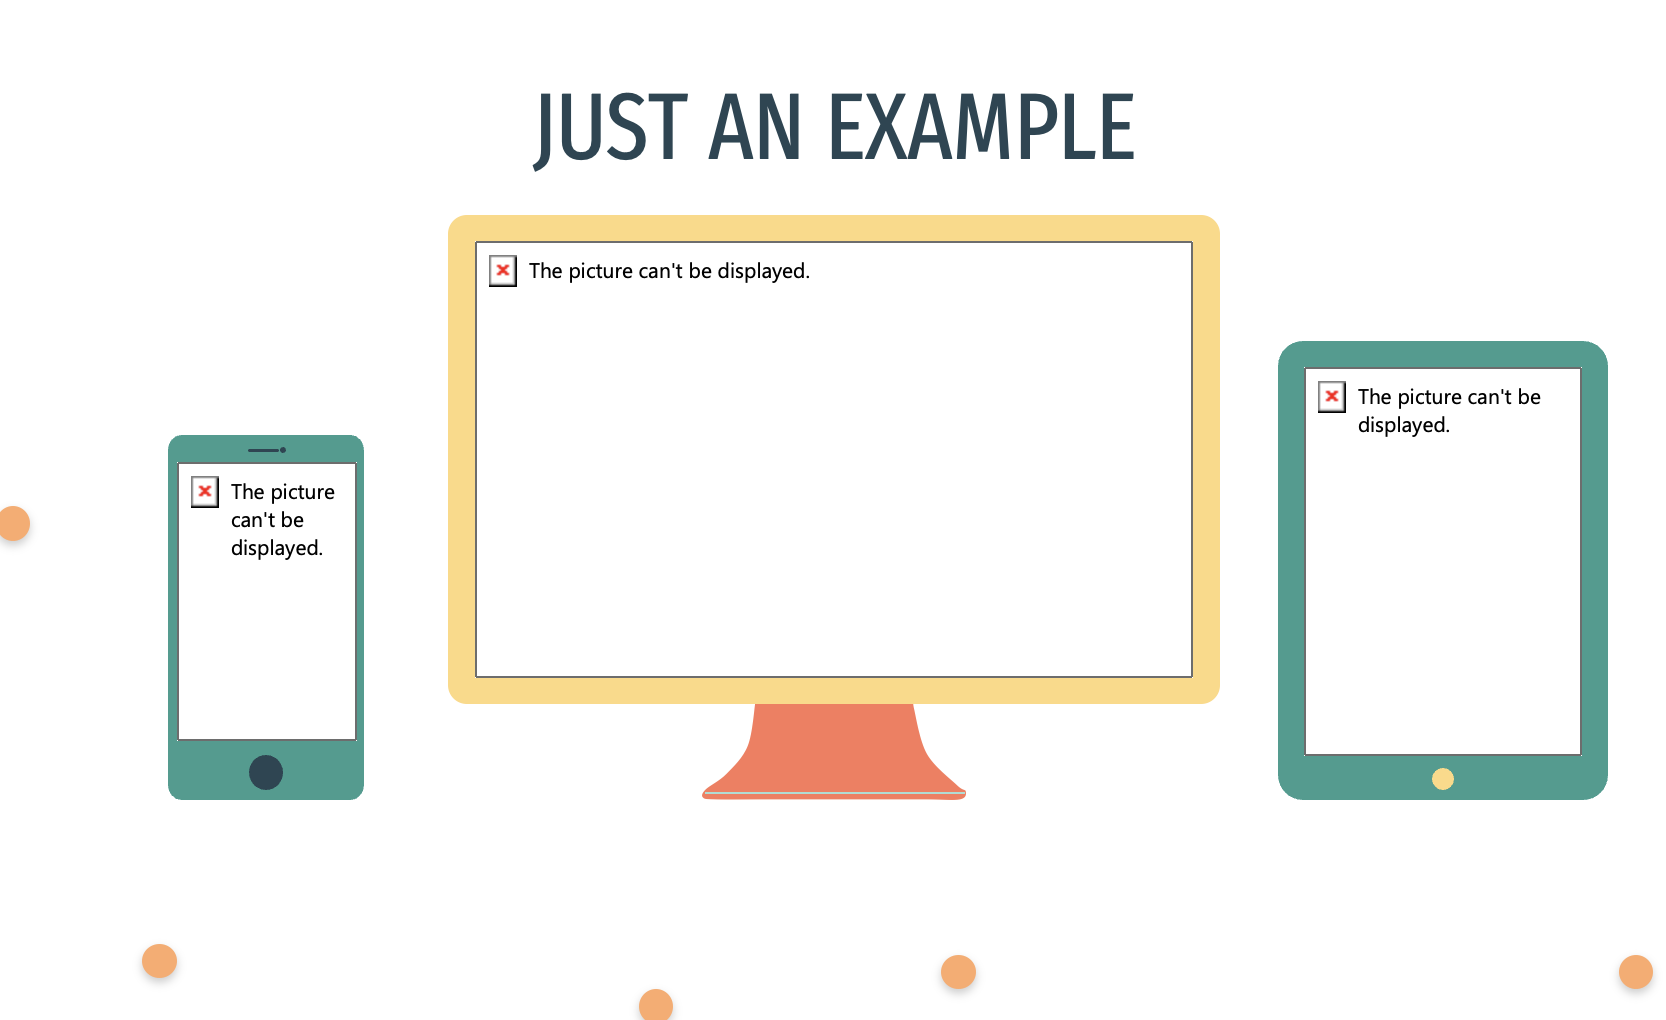 JUST AN EXAMPLE
The picture can't be displayed.
The picture can't be
displayed.
The picture
can't be
displayed.